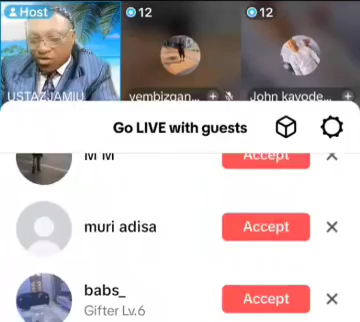 Host
12
12
USTAZJAMIU
yembizgan...
John kayode...
Go LIVE with guests
M M
Accept
muri adisa
Accept
babs_
Accept
Gifter Lv.6